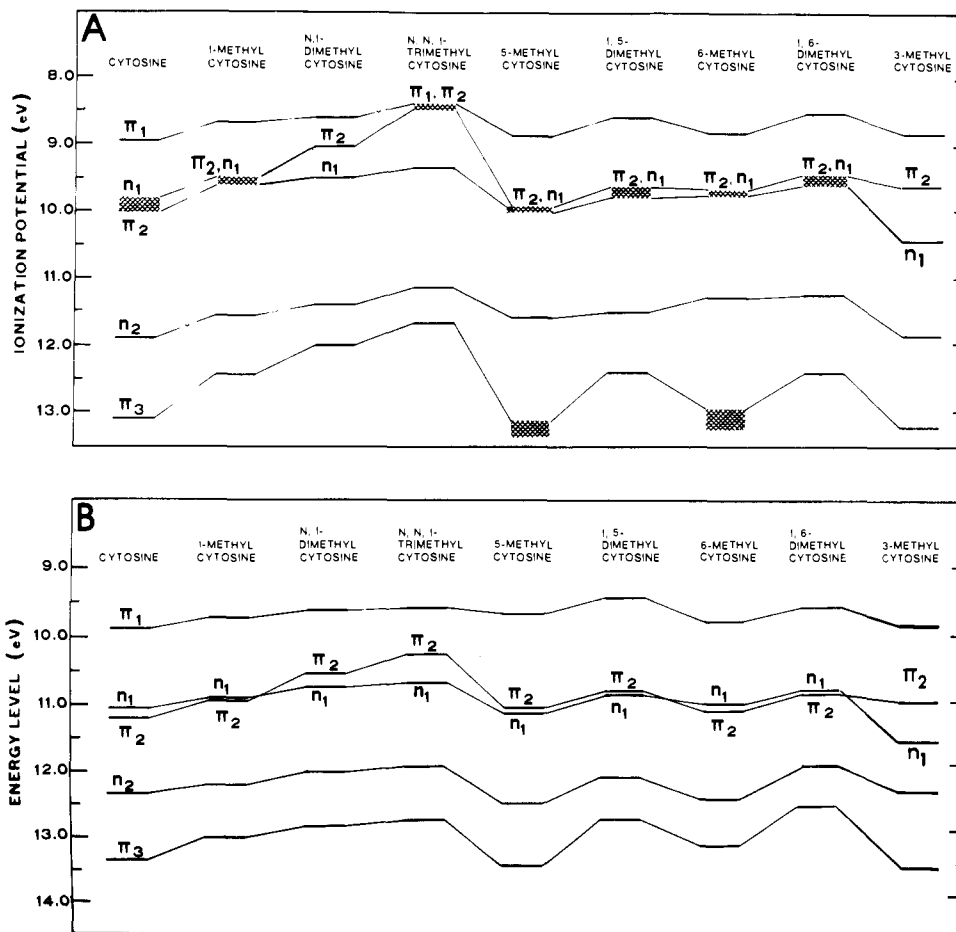 A
CYTOSINE
1-METHYL
CYTOSINE
N,1-
DIMETHYL
CYTOSINE
N, N, 1-
TRIMETHYL
CYTOSINE
5-METHYL
CYTOSINE
1, 5-
DIMETHYL
CYTOSINE
6-METHYL
CYTOSINE
1, 6-
DIMETHYL
CYTOSINE
3-METHYL
CYTOSINE
IONIZATION POTENTIAL (eV)
8.0
9.0
10.0
11.0
12.0
13.0
π1
n1
π2
n2
π3
π2, n1
π2
n1
π1, π2
π2, n1
π2, n1
π2, n1
π2, n1
π2
n1
B
CYTOSINE
1-METHYL
CYTOSINE
N, 1-
DIMETHYL
CYTOSINE
N, N, 1-
TRIMETHYL
CYTOSINE
5-METHYL
CYTOSINE
1, 5-
DIMETHYL
CYTOSINE
6-METHYL
CYTOSINE
1, 6-
DIMETHYL
CYTOSINE
3-METHYL
CYTOSINE
ENERGY LEVEL (eV)
9.0
10.0
11.0
12.0
13.0
14.0
π1
n1
π2
n2
π3
n1
π2
π2
n1
π2
n1
π2
n1
π2
n1
n1
π2
n1
π2
π2
n1